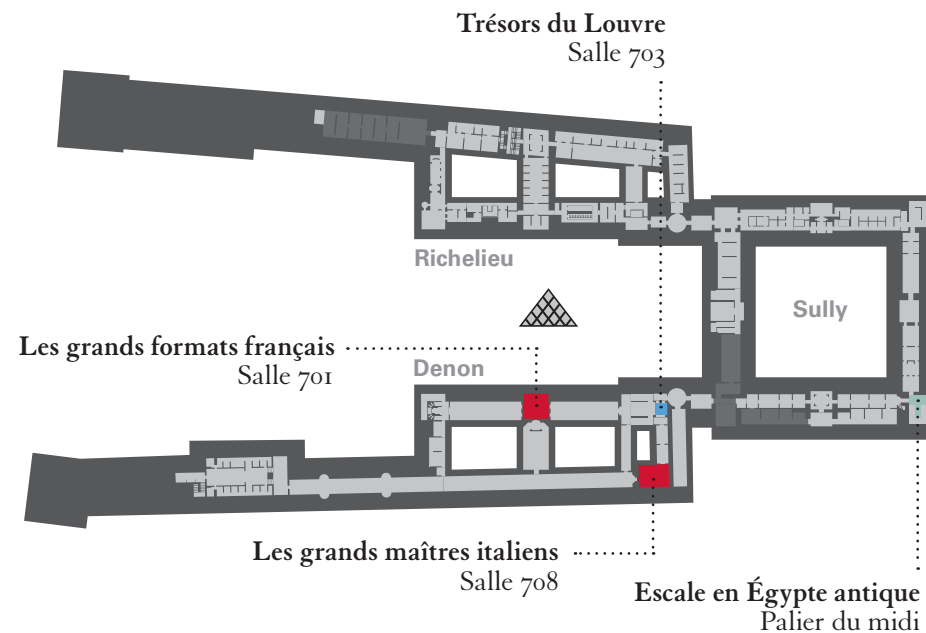 Trésors du Louvre
Salle 703
Richelieu
Sully
Les grands formats français
Salle 701
Denon
Les grands maîtres italiens
Salle 708
Escale en Égypte antique
Palier du midi